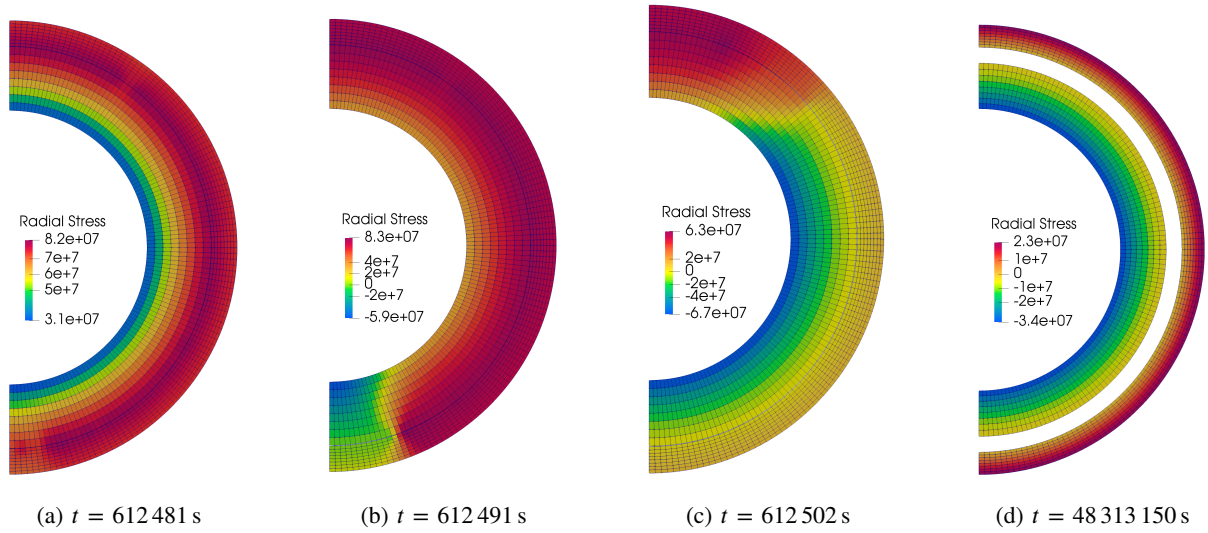 Radial Stress
8.2e+07
7e+7
6e+7
5e+7
3.1e+07
Radial Stress
8.3e+07
4e+7
2e+7
0
-2e+7
-5.9e+07
Radial Stress
6.3e+07
2e+7
0
-2e+7
-4e+7
-6.7e+07
Radial Stress
2.3e+07
1e+7
0
-1e+7
-2e+7
-3.4e+07
(a) t = 612 481 s
(b) t = 612 491 s
(c) t = 612 502 s
(d) t = 48 313 150 s